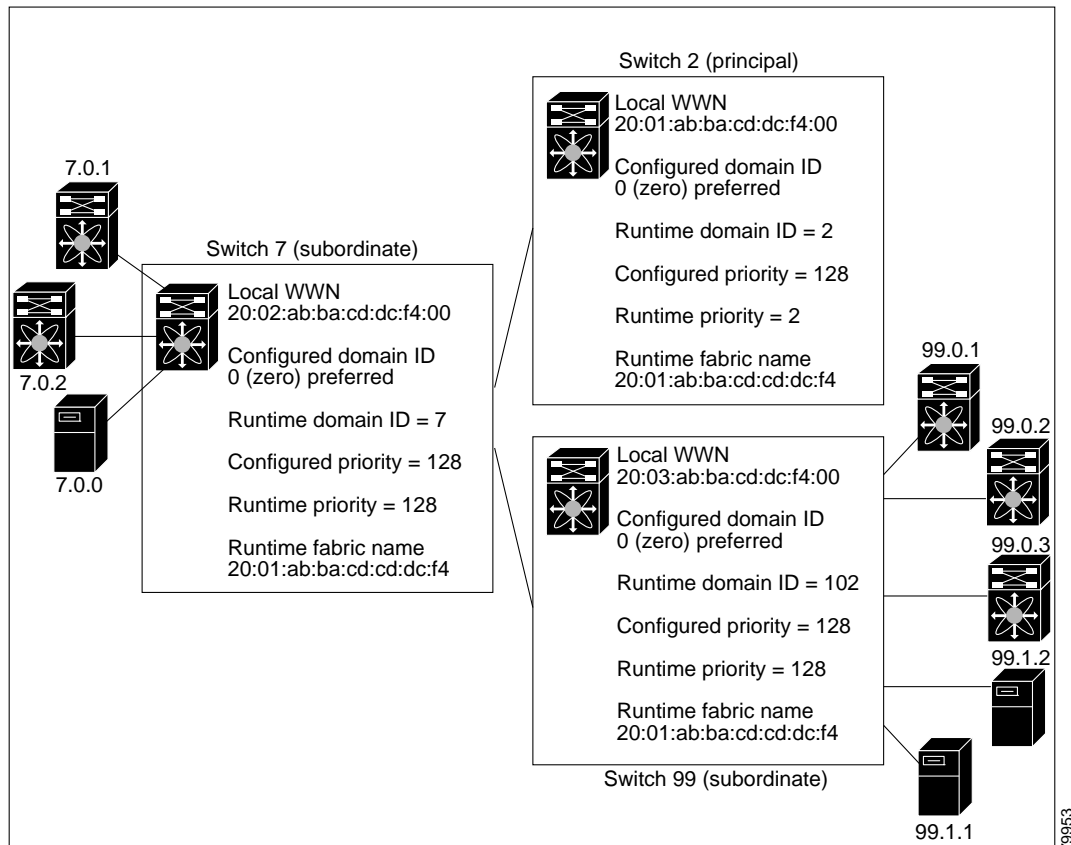 Switch 2 (principal)
Local WWN
20:01:ab:ba:cd:dc:f4:00
Configured domain ID
0 (zero) preferred
Runtime domain ID = 2
Configured priority = 128
Runtime priority = 2
Runtime fabric name
20:01:ab:ba:cd:cd:dc:f4
7.0.1
7.0.2
7.0.0
Switch 7 (subordinate)
Local WWN
20:02:ab:ba:cd:dc:f4:00
Configured domain ID
0 (zero) preferred
Runtime domain ID = 7
Configured priority = 128
Runtime priority = 128
Runtime fabric name
20:01:ab:ba:cd:cd:dc:f4
Local WWN
20:03:ab:ba:cd:dc:f4:00
Configured domain ID
0 (zero) preferred
Runtime domain ID = 102
Configured priority = 128
Runtime priority = 128
Runtime fabric name
20:01:ab:ba:cd:cd:dc:f4
Switch 99 (subordinate)
99.0.1
99.0.2
99.0.3
99.1.2
99.1.1